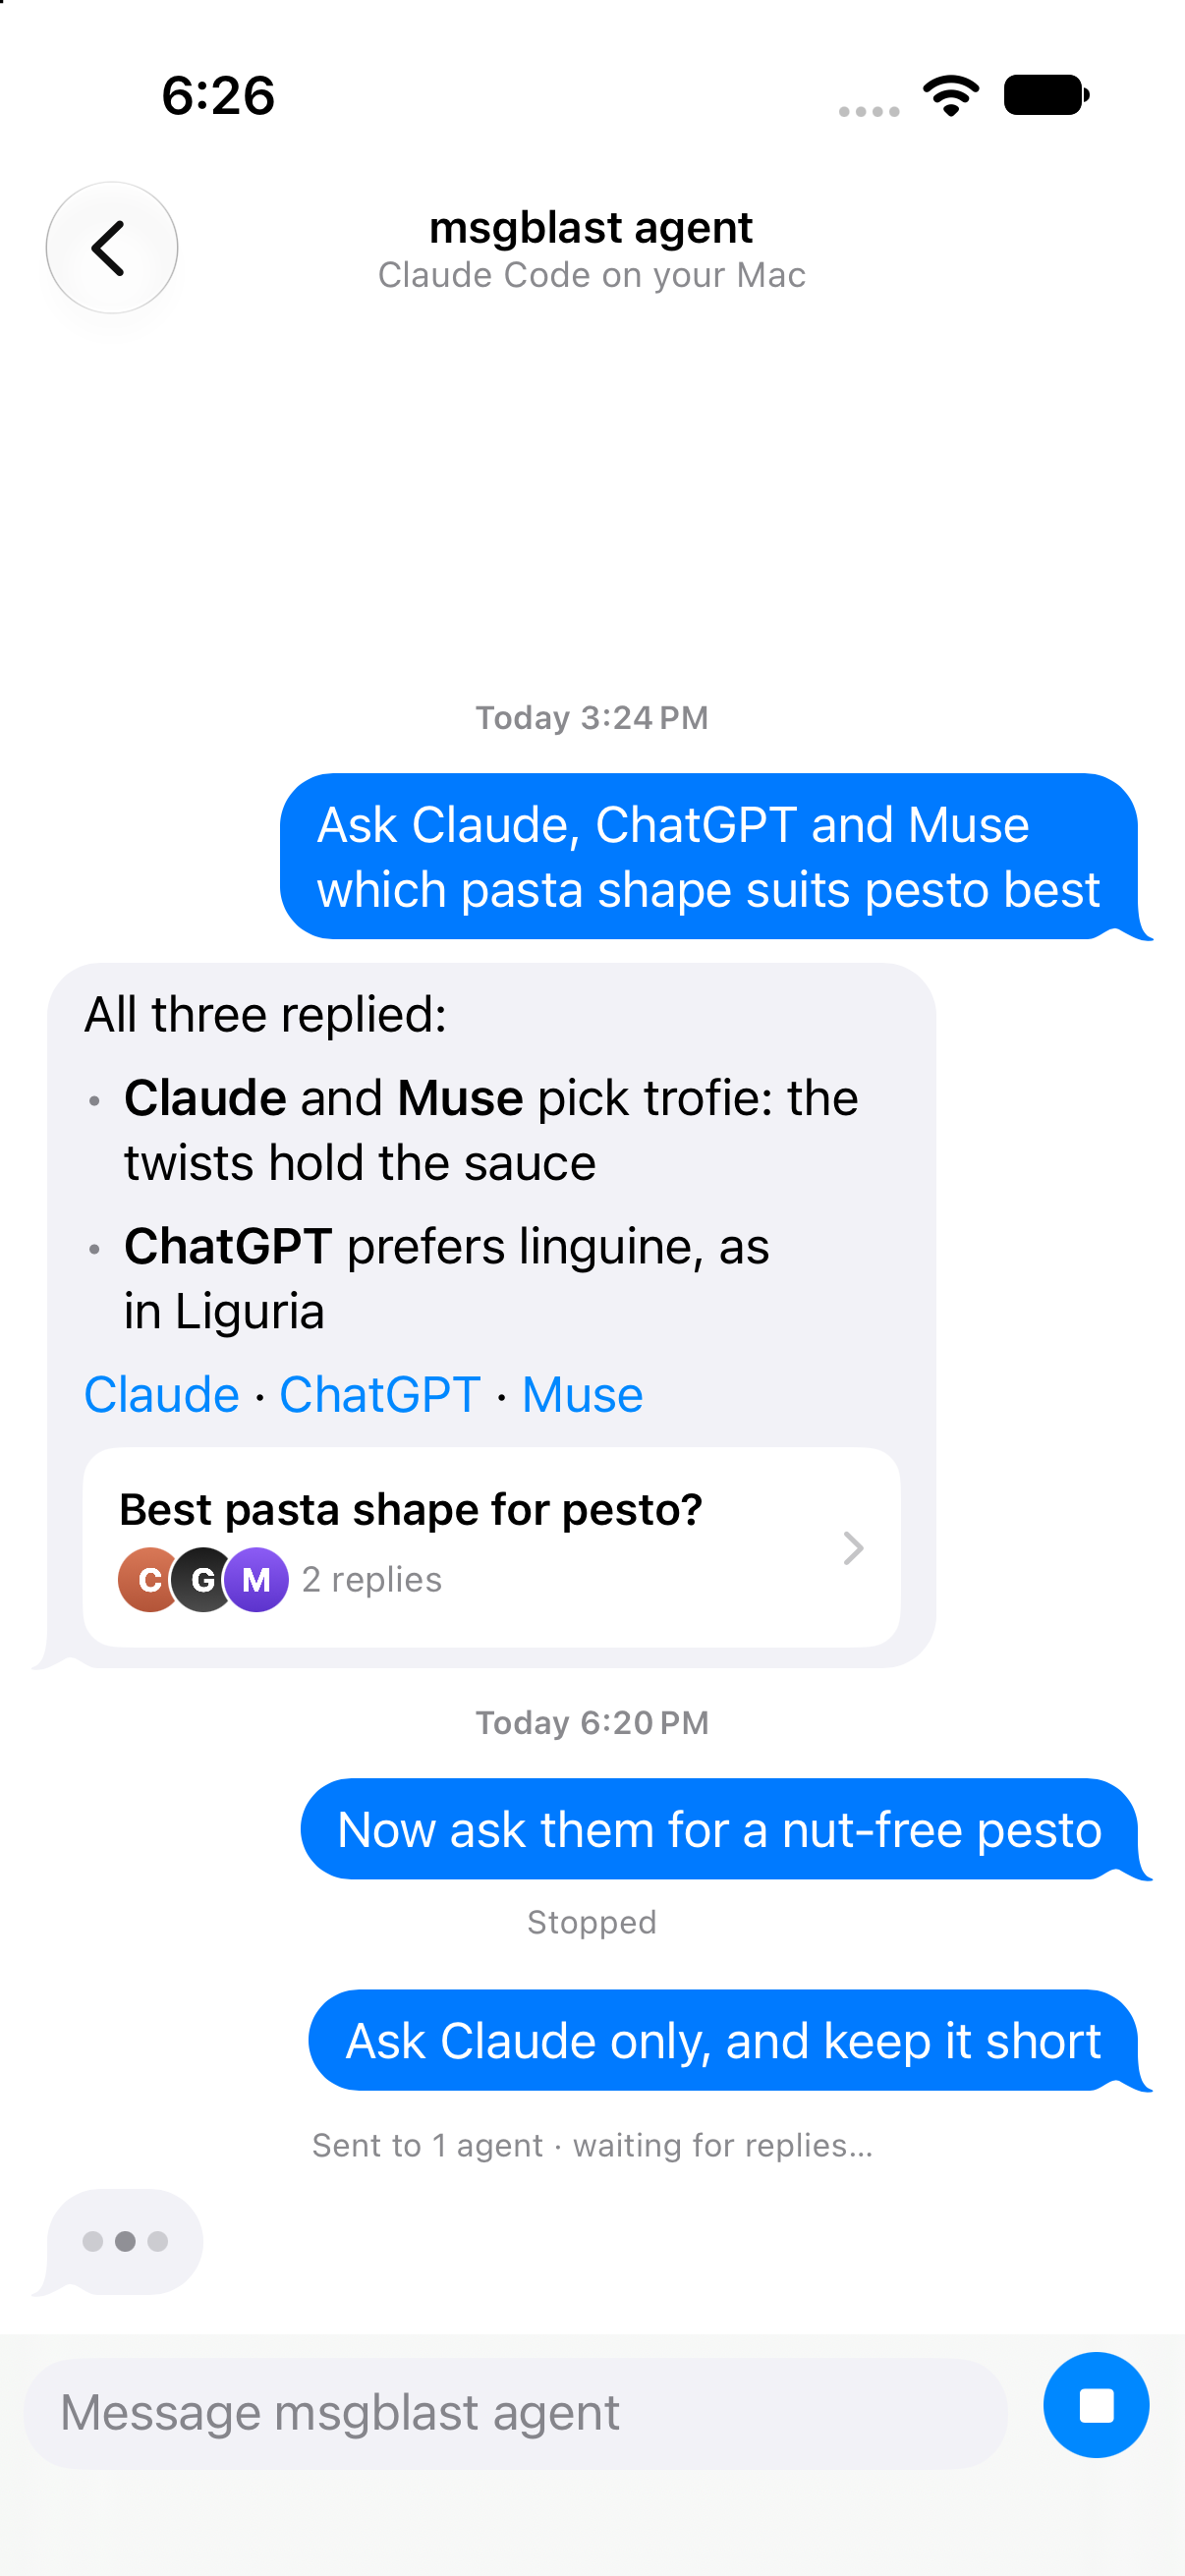 6:26
msgblast agent
Claude Code on your Mac
Today 3:24 PM
Ask Claude, ChatGPT and Muse
which pasta shape suits pesto best
All three replied:
• Claude and Muse pick trofie: the
twists hold the sauce
• ChatGPT prefers linguine, as
in Liguria
Claude · ChatGPT · Muse
Best pasta shape for pesto?
C G M 2 replies
Today 6:20 PM
Now ask them for a nut-free pesto
Stopped
Ask Claude only, and keep it short
Sent to 1 agent · waiting for replies...
Message msgblast agent